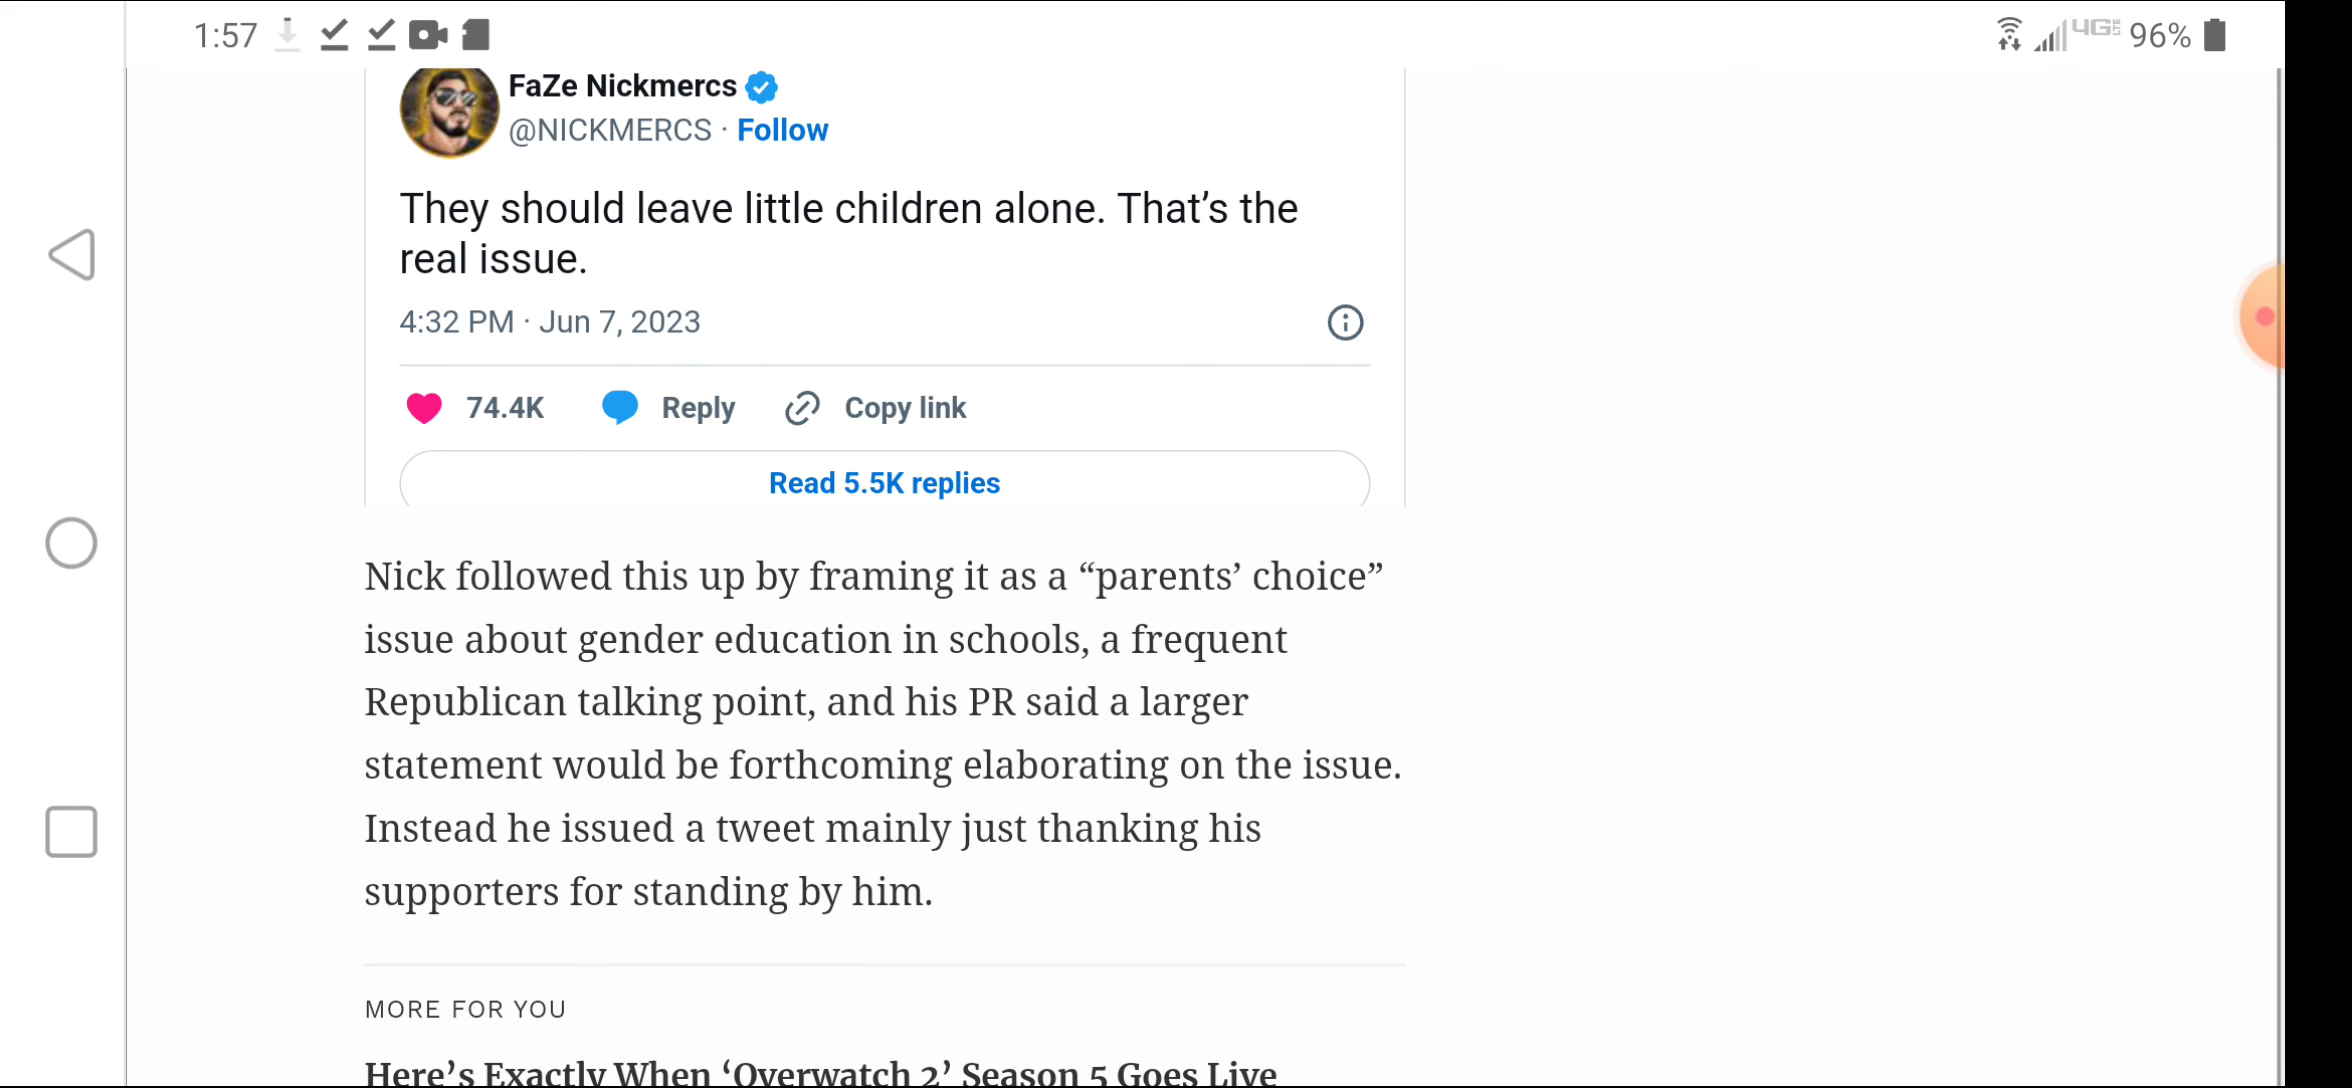 1:57 4G 96%
FaZe Nickmercs
@NICKMERCS · Follow
They should leave little children alone. That’s the
real issue.
4:32 PM · Jun 7, 2023
74.4K Reply Copy link
Read 5.5K replies
Nick followed this up by framing it as a “parents’ choice”
issue about gender education in schools, a frequent
Republican talking point, and his PR said a larger
statement would be forthcoming elaborating on the issue.
Instead he issued a tweet mainly just thanking his
supporters for standing by him.
MORE FOR YOU
Here’s Exactly When ‘Overwatch 2’ Season 5 Goes Live